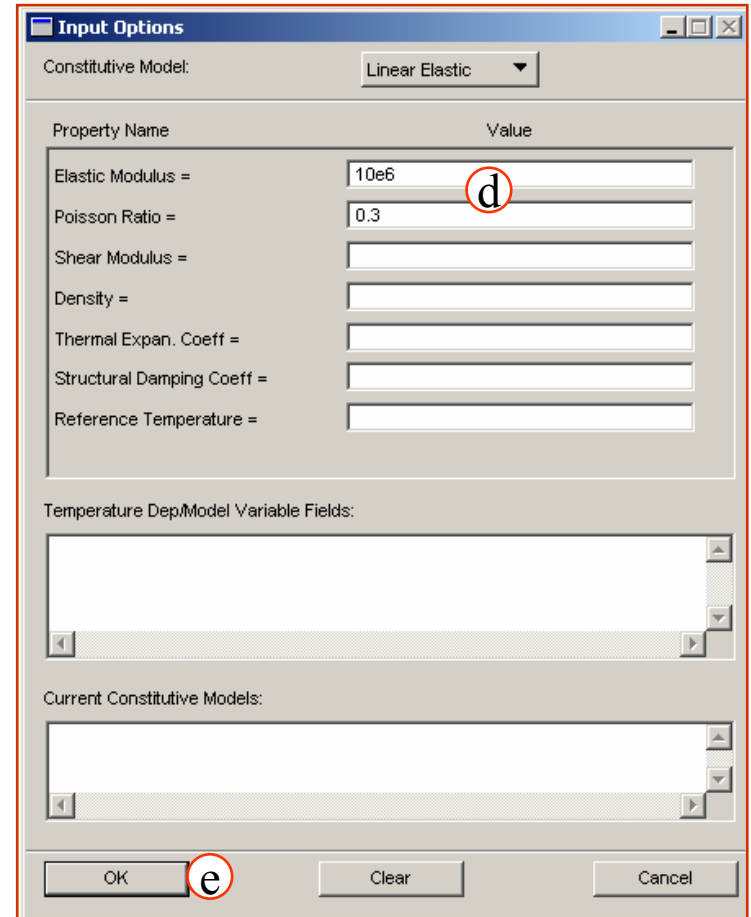 Input Options
Constitutive Model: Linear Elastic
Property Name Value
Elastic Modulus = 10e6
d
Poisson Ratio = 0.3
Shear Modulus =
Density =
Thermal Expan. Coeff =
Structural Damping Coeff =
Reference Temperature =
Temperature Dep/Model Variable Fields:
Current Constitutive Models:
OK e Clear Cancel